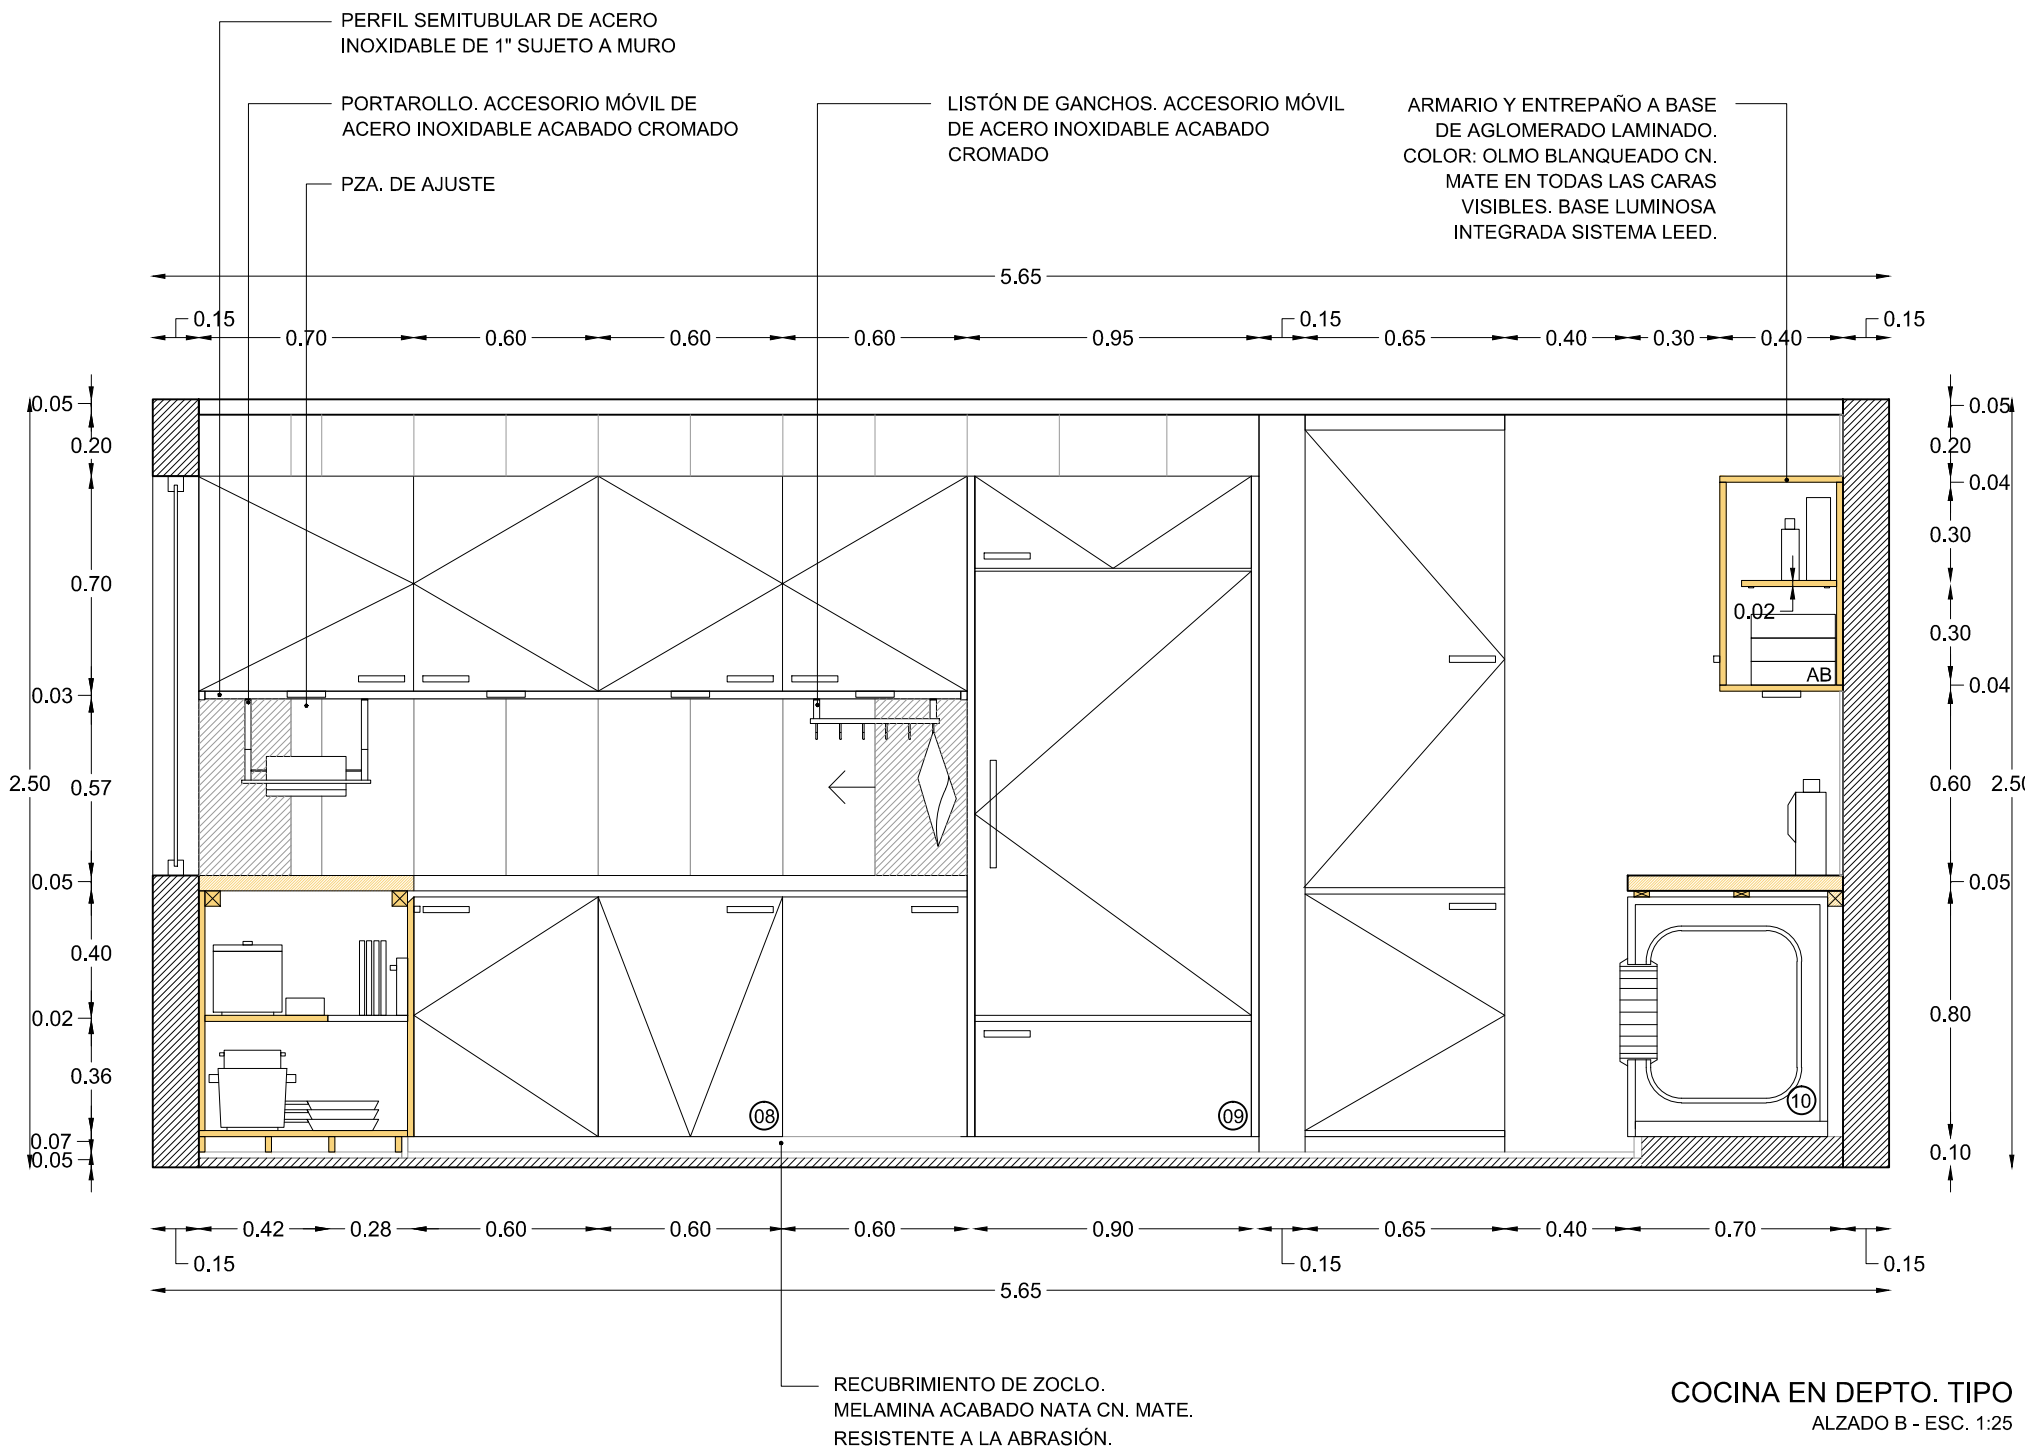 PERFIL SEMITUBULAR DE ACERO
INOXIDABLE DE 1" SUJETO A MURO
PORTAROLLO. ACCESORIO MÓVIL DE
ACERO INOXIDABLE ACABADO CROMADO
PZA. DE AJUSTE
LISTÓN DE GANCHOS. ACCESORIO MÓVIL
DE ACERO INOXIDABLE ACABADO
CROMADO
ARMARIO Y ENTREPAÑO A BASE
DE AGLOMERADO LAMINADO.
COLOR: OLMO BLANQUEADO CN.
MATE EN TODAS LAS CARAS
VISIBLES. BASE LUMINOSA
INTEGRADA SISTEMA LEED.
5.65
0.15
0.15
0.15
0.70
0.60
0.60
0.60
0.95
0.65
0.40
0.30
0.40
0.05
0.20
0.70
0.03
2.50
0.57
0.05
0.40
0.02
0.36
0.07
0.05
0.02
AB
08
09
10
0.05
0.20
0.04
0.30
0.30
0.04
0.60
2.50
0.05
0.80
0.10
0.42
0.28
0.60
0.60
0.60
0.90
0.65
0.40
0.70
0.15
0.15
0.15
5.65
RECUBRIMIENTO DE ZOCLO.
MELAMINA ACABADO NATA CN. MATE.
RESISTENTE A LA ABRASIÓN.
COCINA EN DEPTO. TIPO
ALZADO B - ESC. 1:25